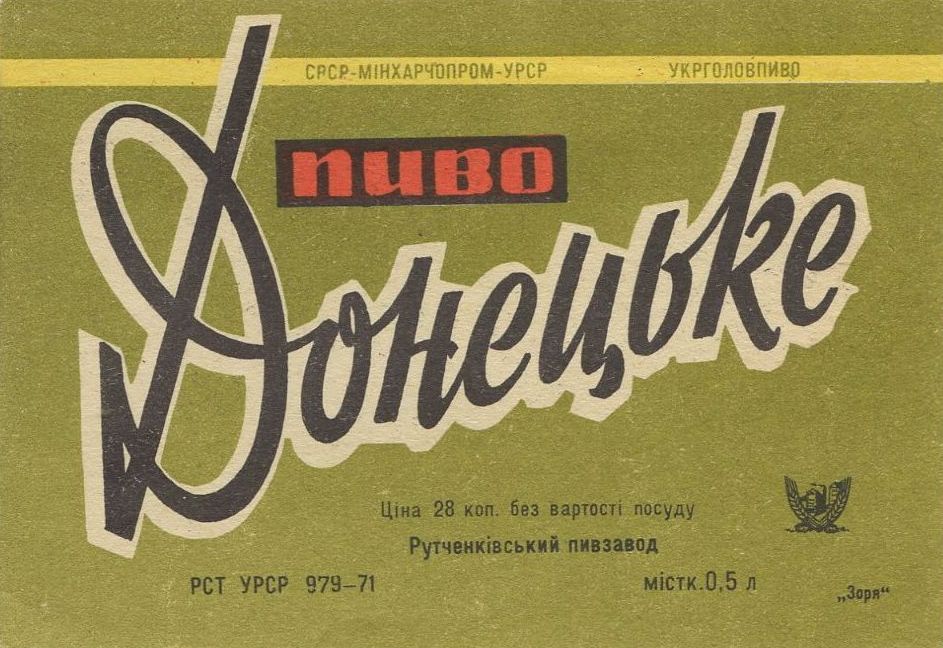 СРСР-МІНХАРЧОПРОМ-УРСР УКРГОЛОВПИВО
пиво
Донецьке
Ціна 28 коп. без вартості посуду
Рутченківський пивзавод
РСТ УРСР 979-71 містк.0,5 л
„Зоря“